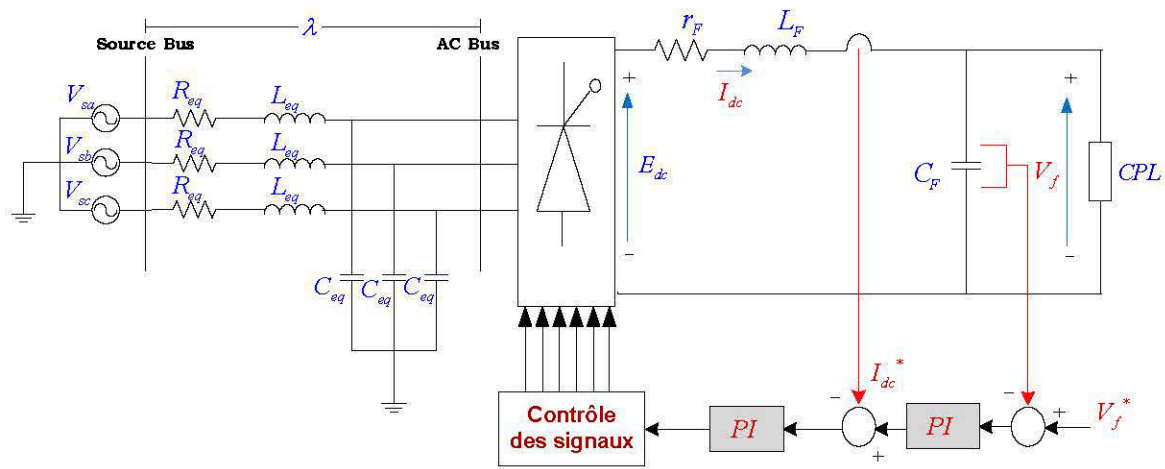 λ
Source Bus
AC Bus
r_F
L_F
I_dc
V_sa
R_eq
L_eq
V_sb
R_eq
L_eq
V_sc
R_eq
L_eq
+
E_dc
−
C_F
V_f
+
CPL
−
C_eq
C_eq
C_eq
Contrôle
des signaux
PI
−
I_dc*
+
PI
−
+
V_f*